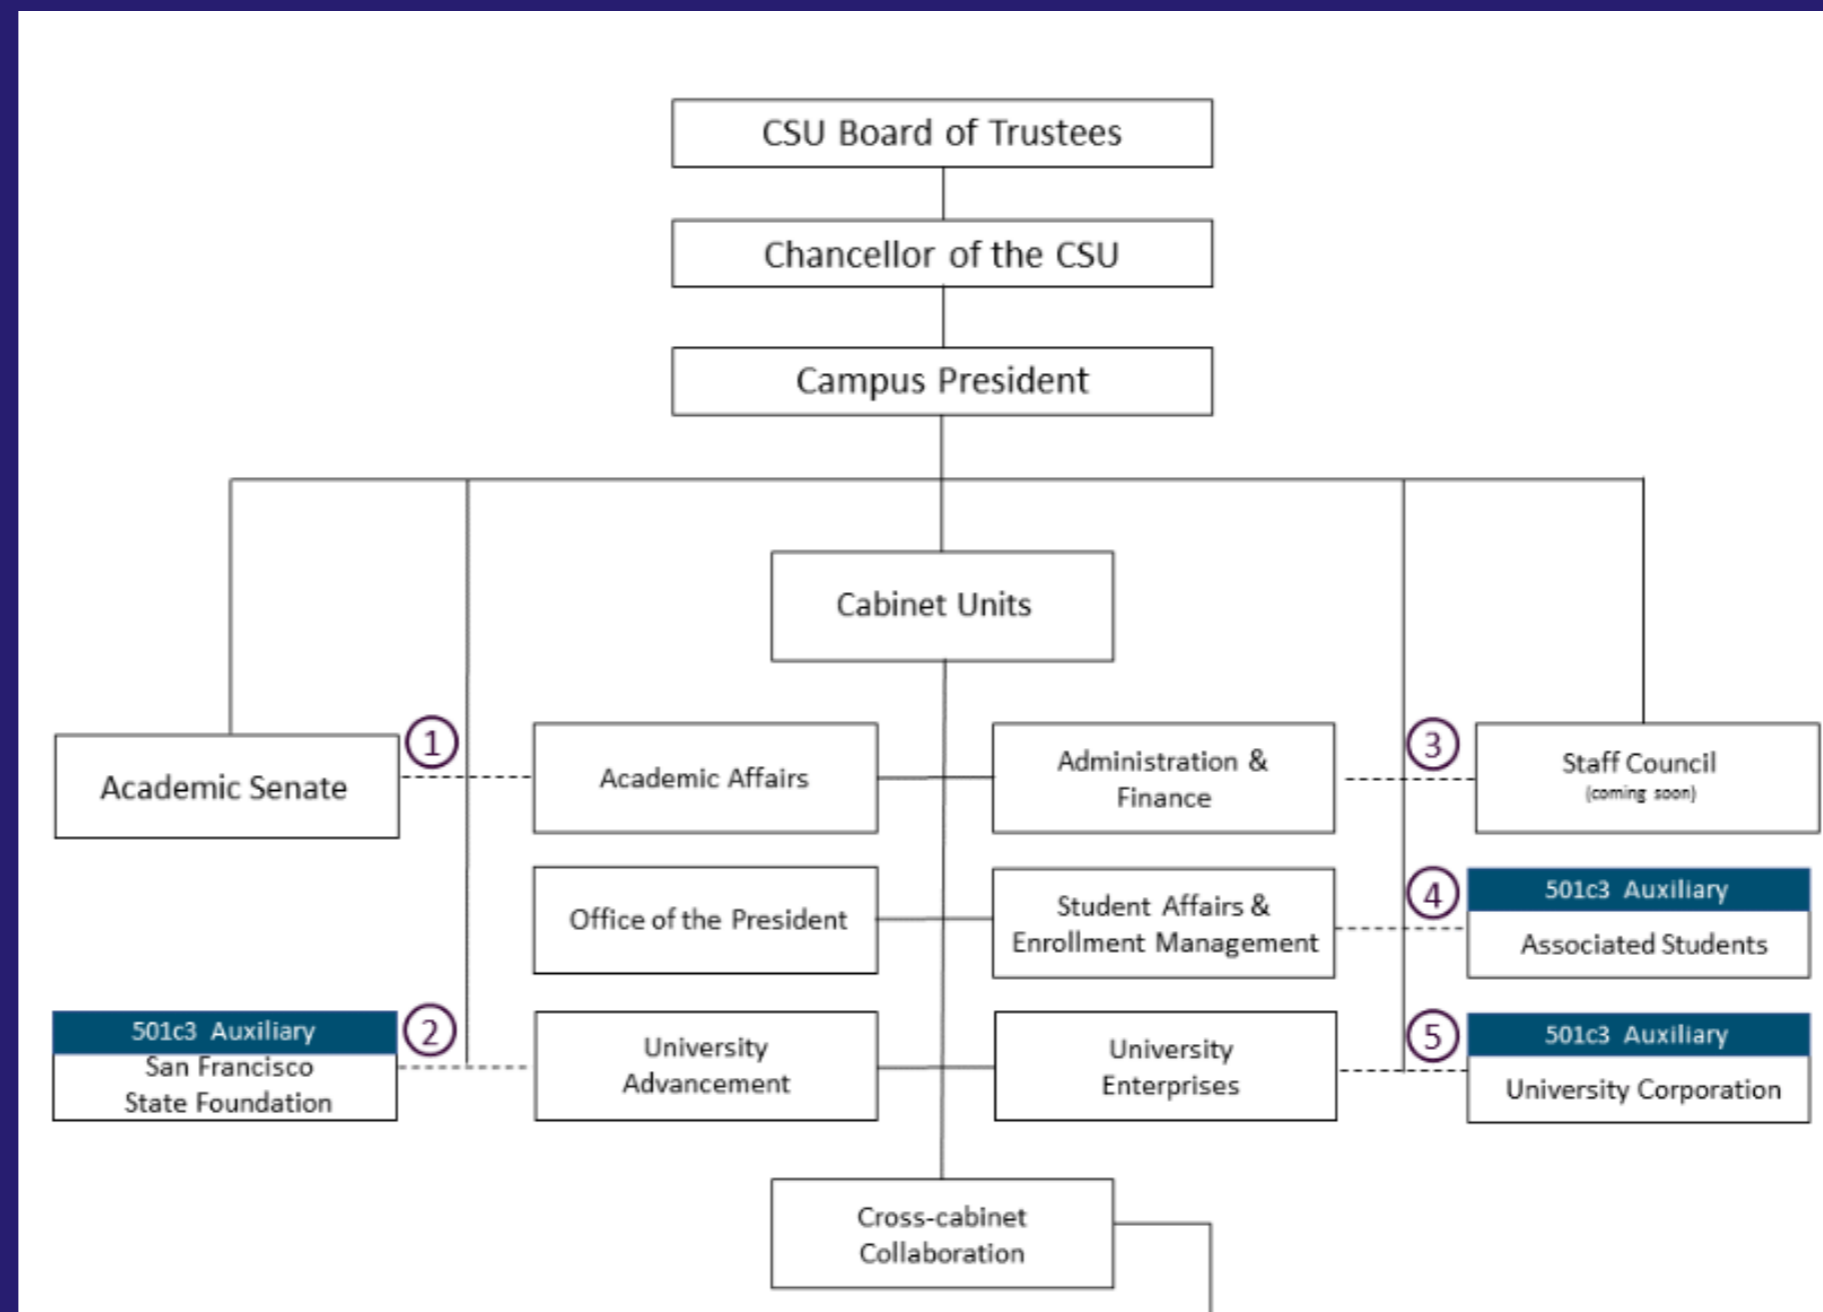 CSU Board of Trustees
Chancellor of the CSU
Campus President
Cabinet Units
Academic Senate
1
Academic Affairs
Administration &
Finance
3
Staff Council
(coming soon)
Office of the President
Student Affairs &
Enrollment Management
4
501c3 Auxiliary
Associated Students
501c3 Auxiliary
San Francisco
State Foundation
2
University
Advancement
University
Enterprises
5
501c3 Auxiliary
University Corporation
Cross-cabinet
Collaboration